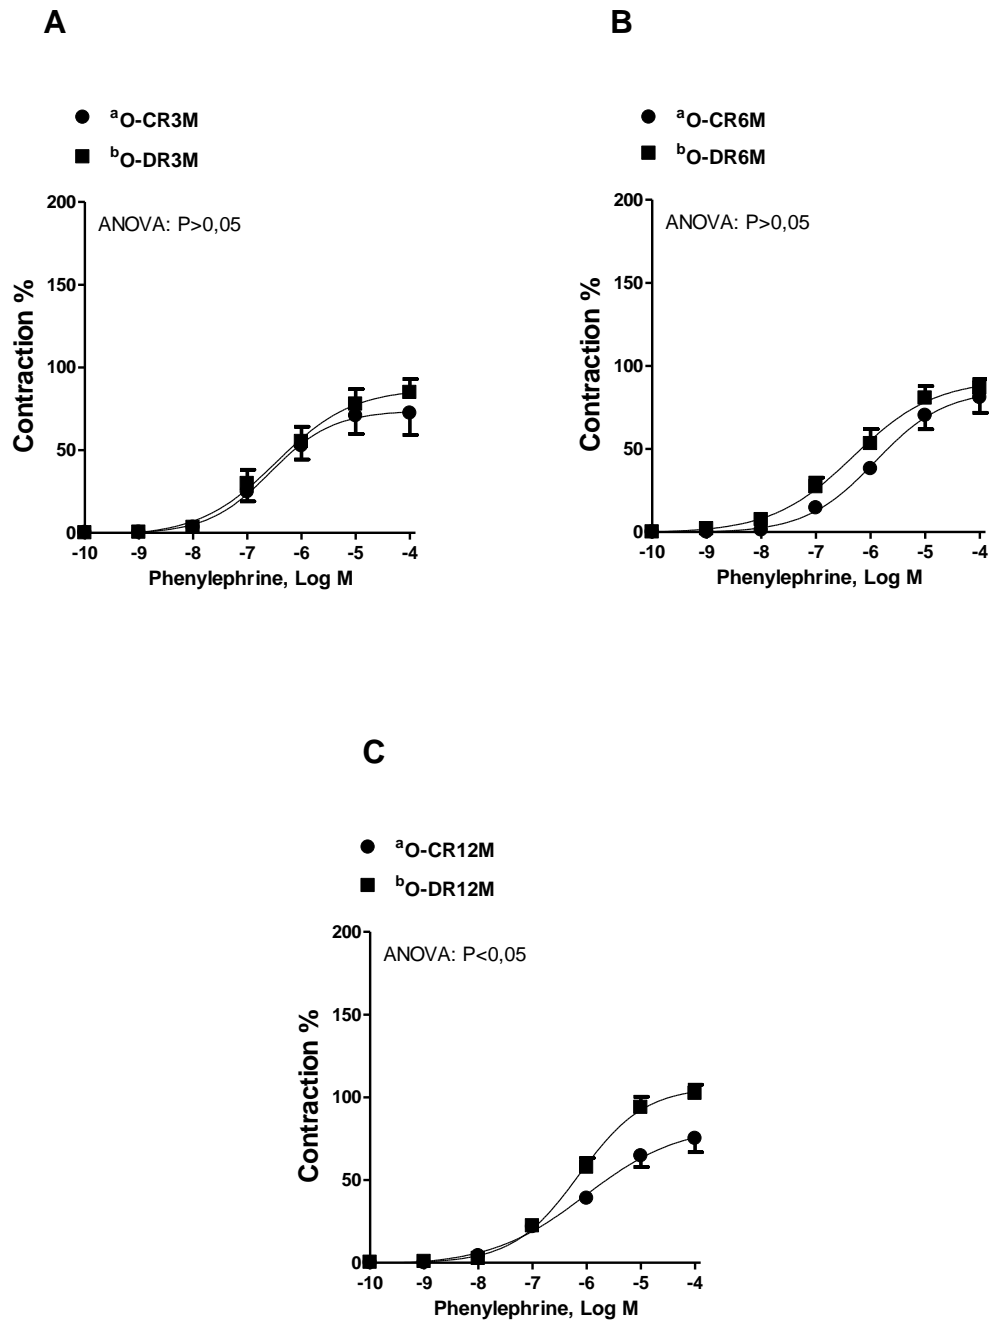 A
aO-CR3M
bO-DR3M
ANOVA: P>0,05
Contraction %
200
150
100
50
0
-10 -9 -8 -7 -6 -5 -4
Phenylephrine, Log M
B
aO-CR6M
bO-DR6M
ANOVA: P>0,05
Contraction %
200
150
100
50
0
-10 -9 -8 -7 -6 -5 -4
Phenylephrine, Log M
C
aO-CR12M
bO-DR12M
ANOVA: P<0,05
Contraction %
200
150
100
50
0
-10 -9 -8 -7 -6 -5 -4
Phenylephrine, Log M